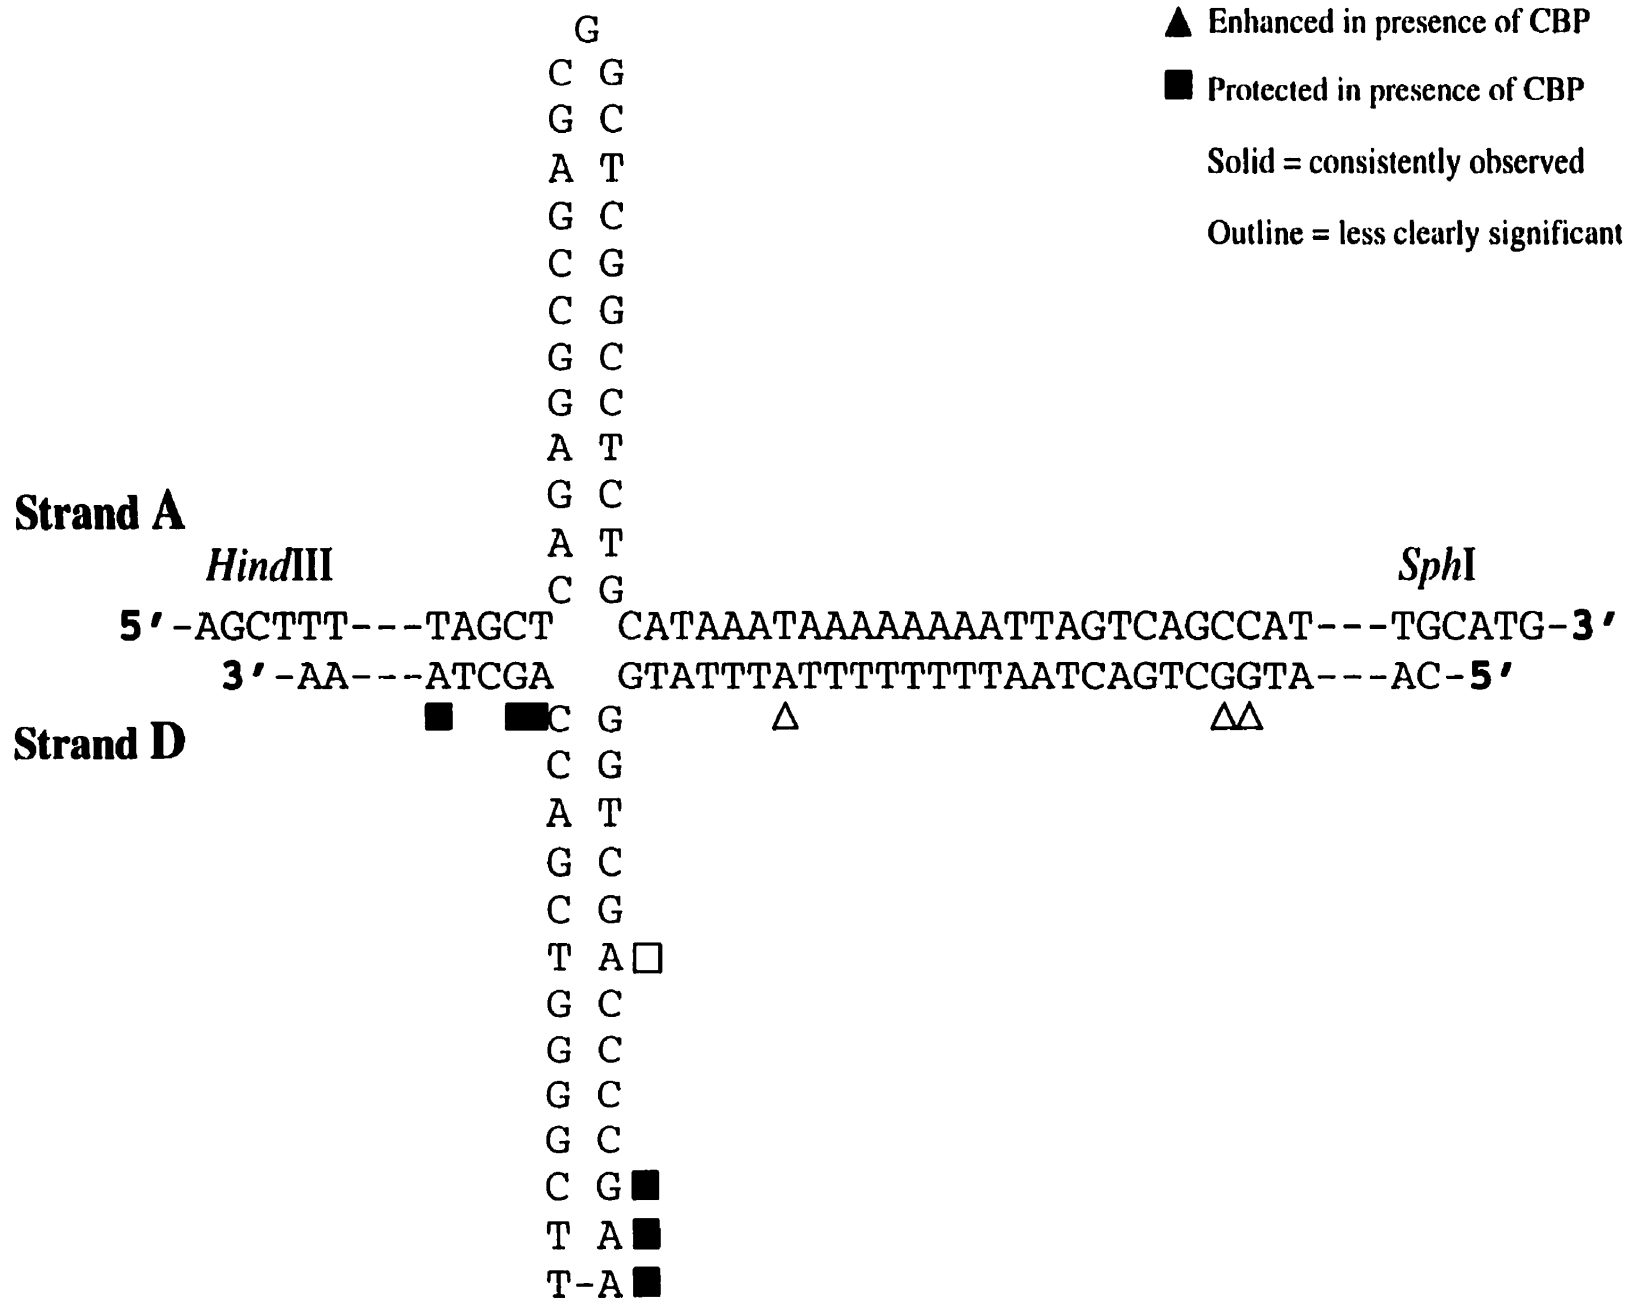 G
▲ Enhanced in presence of CBP
C G
■ Protected in presence of CBP
G C
A T
Solid = consistently observed
G C
Outline = less clearly significant
C G
C G
G C
G C
A T
G C
Strand A
A T
HindIII
SphI
C G
5'-AGCTTT---TAGCT CATAAATAAAAAAAATTAGTCAGCCAT---TGCATG-3'
3'-AA---ATCGA GTATTTATTTTTTTTAATCAGTCGGTA---AC-5'
■ ■■C G △ △△
Strand D
C G
A T
G C
C G
T A□
G C
G C
G C
G C
C G■
T A■
T-A■